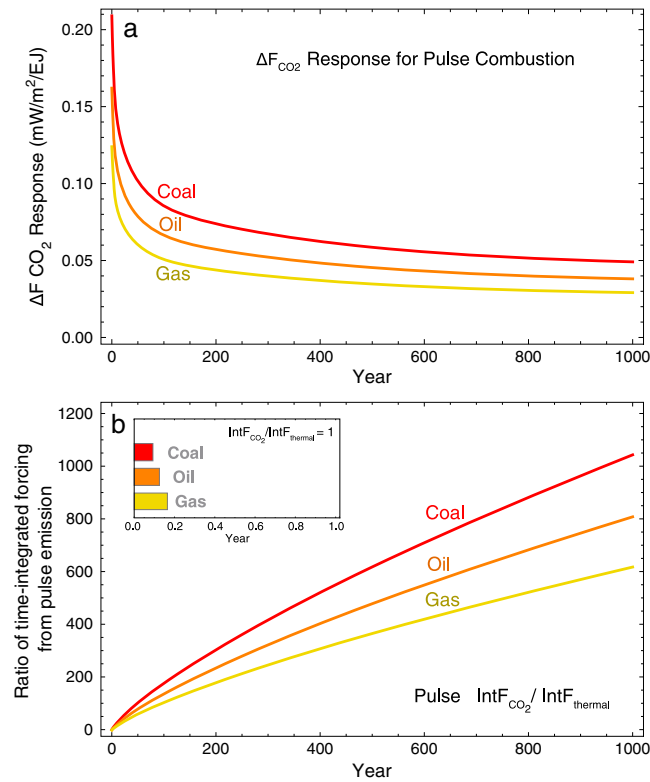 a
ΔF_CO2 Response for Pulse Combustion
ΔF CO₂ Response (mW/m²/EJ)
0.20
0.15
0.10
0.05
0.00
Coal
Oil
Gas
0
200
400
600
800
1000
Year
b
Ratio of time-integrated forcing
from pulse emission
1200
1000
800
600
400
200
0
IntF_CO2/IntF_thermal = 1
Coal
Oil
Gas
0.0
0.2
0.4
0.6
0.8
1.0
Year
Coal
Oil
Gas
Pulse IntF_CO2/ IntF_thermal
0
200
400
600
800
1000
Year